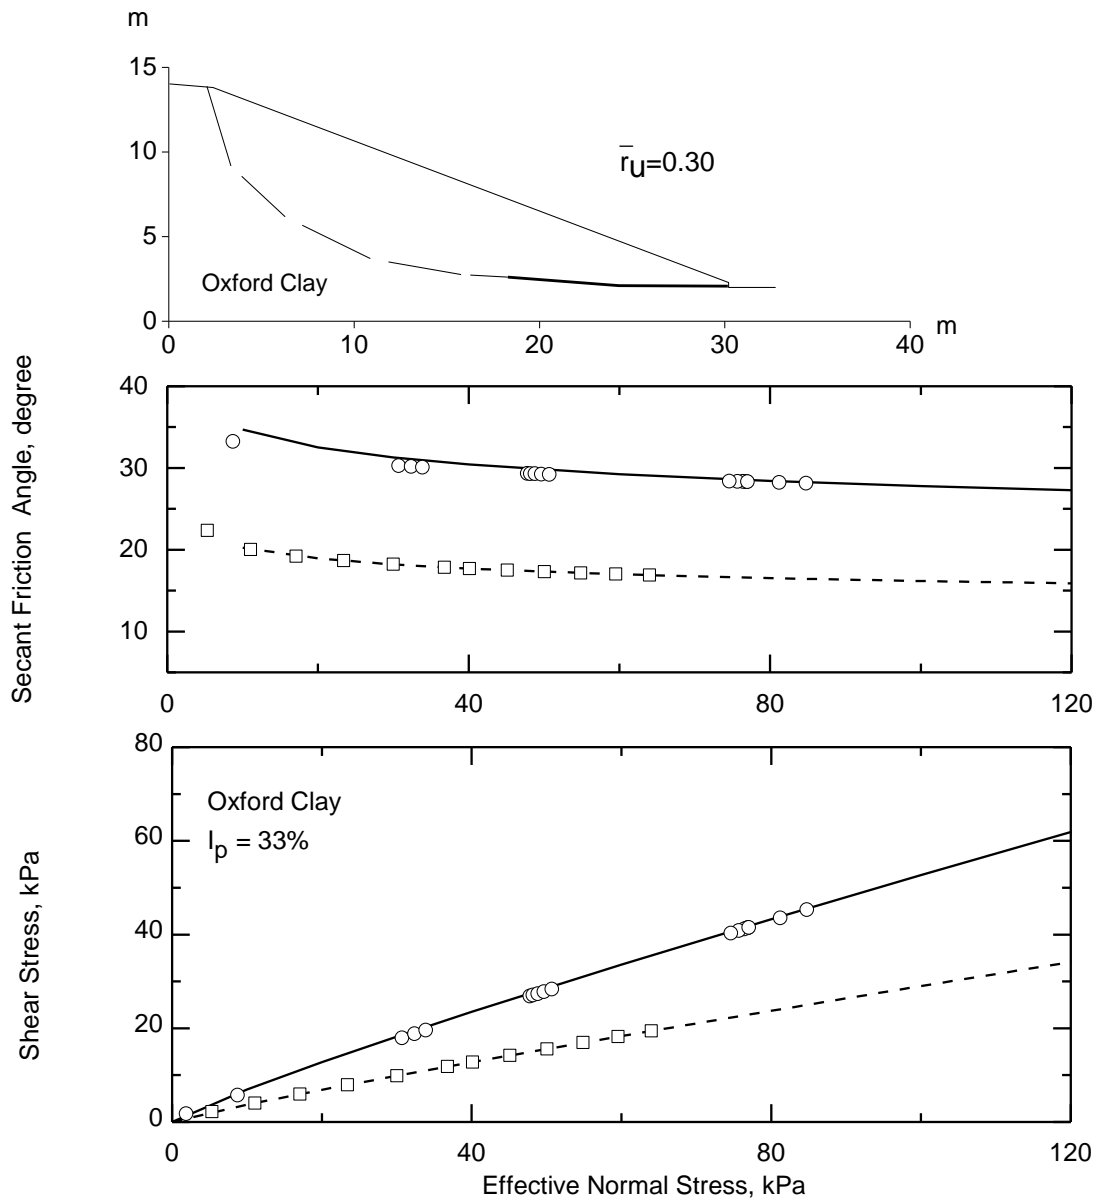 m
15
10
r̅u=0.30
5
Oxford Clay
0
m
0 10 20 30 40
Secant Friction Angle, degree
40
30
20
10
0 40 80 120
Shear Stress, kPa
80
Oxford Clay
Ip = 33%
60
40
20
0
0 40 80 120
Effective Normal Stress, kPa